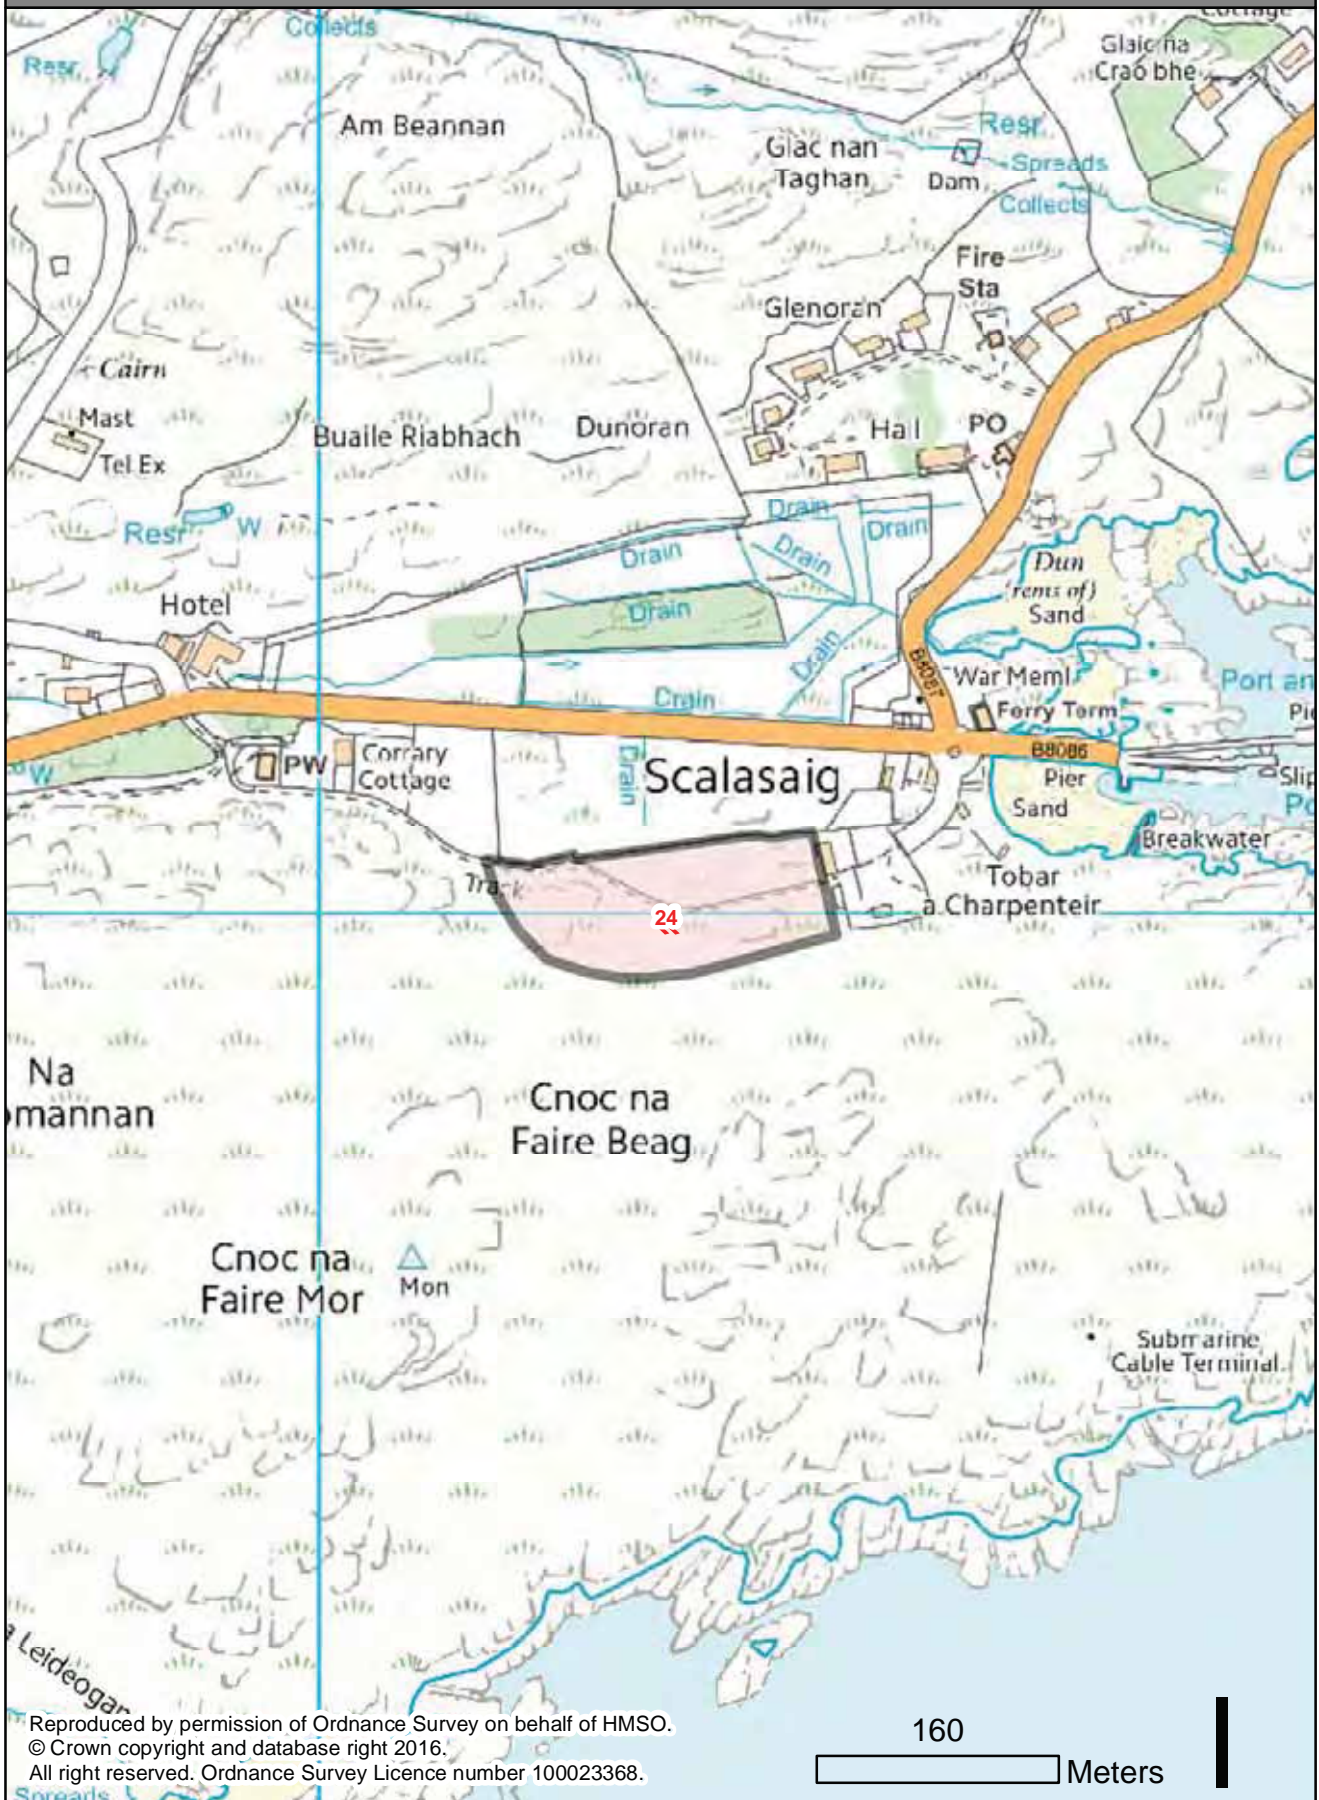 Collects
Resr
Glaic na
Craobhe
Am Beannan
Resr
Glac nan
Taghan
Dam
Spreads
Collects
Fire
Sta
Glenoran
Cairn
Mast
Tel Ex
Buaile Riabhach
Dunoran
Hall
PO
Resr
W
Drain
Drain
Drain
Drain
Drain
Drain
Drain
Drain
Dun
(rems of)
Sand
Hotel
War Meml
B8087
Port an
Ferry Term
B8086
Pier
Sand
Slip
Breakwater
W
PW
Corrary
Cottage
Scalasaig
Track
24
Tobar
a Charpenteir
Na
omannan
Cnoc na
Faire Beag
Cnoc na
Faire Mor
Mon
Submarine
Cable Terminal
Leideogan
Reproduced by permission of Ordnance Survey on behalf of HMSO.
© Crown copyright and database right 2016.
All right reserved. Ordnance Survey Licence number 100023368.
160
Meters
Spreads